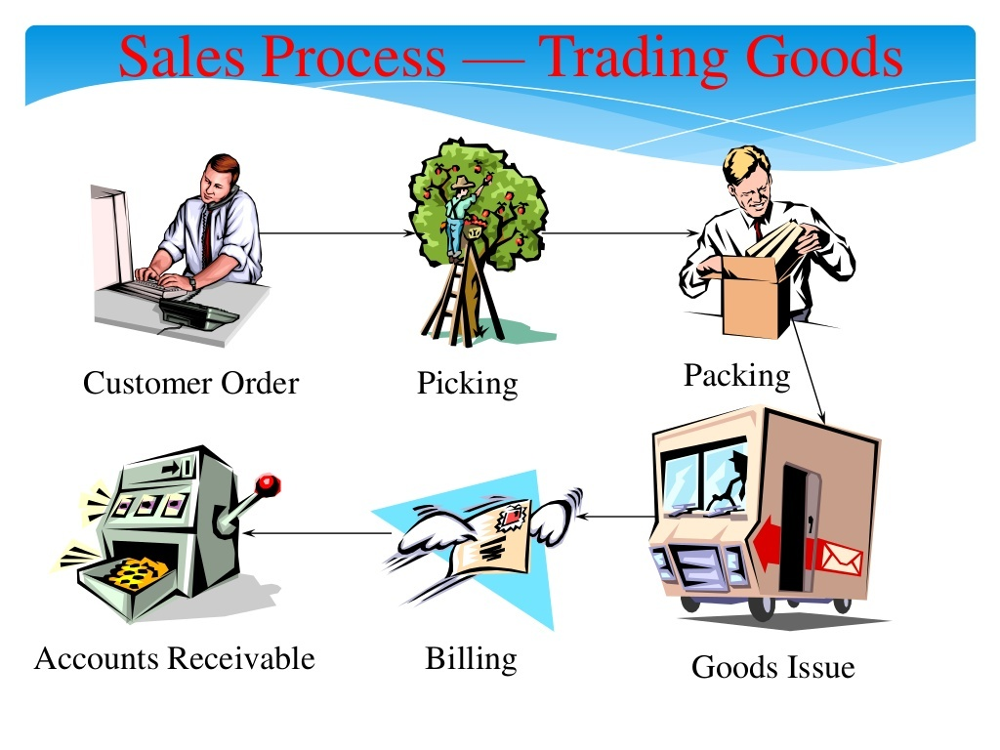 Sales Process — Trading Goods
Customer Order
Picking
Packing
Accounts Receivable
Billing
Goods Issue